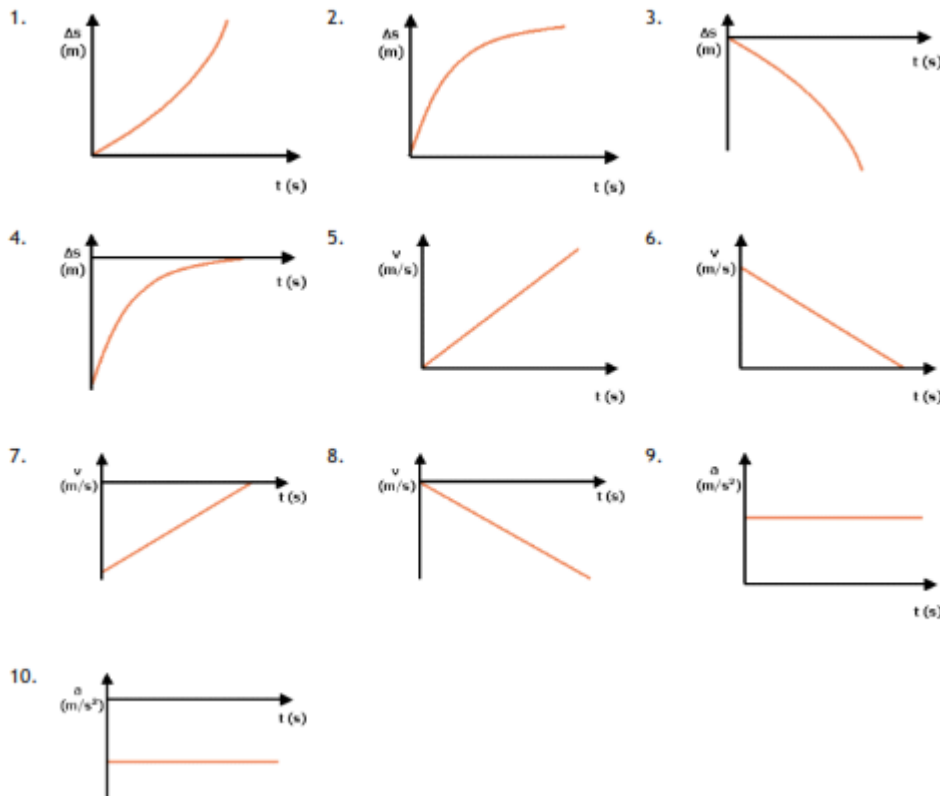 1.
Δs
(m)
t (s)
2.
Δs
(m)
t (s)
3.
Δs
(m)
t (s)
4.
Δs
(m)
t (s)
5.
v
(m/s)
t (s)
6.
v
(m/s)
t (s)
7.
v
(m/s)
t (s)
8.
v
(m/s)
t (s)
9.
a
(m/s²)
t (s)
10.
a
(m/s²)
t (s)